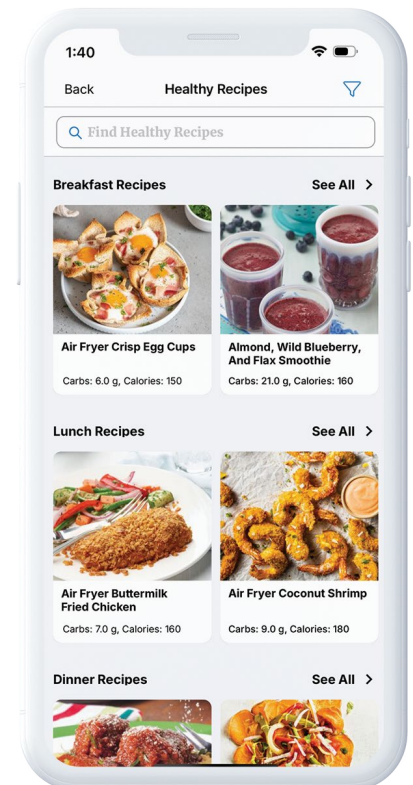 1:40
Back
Healthy Recipes
Find Healthy Recipes
Breakfast Recipes
See All
Air Fryer Crisp Egg Cups
Carbs: 6.0 g, Calories: 150
Almond, Wild Blueberry,
And Flax Smoothie
Carbs: 21.0 g, Calories: 160
Lunch Recipes
See All
Air Fryer Buttermilk
Fried Chicken
Carbs: 7.0 g, Calories: 160
Air Fryer Coconut Shrimp
Carbs: 9.0 g, Calories: 180
Dinner Recipes
See All